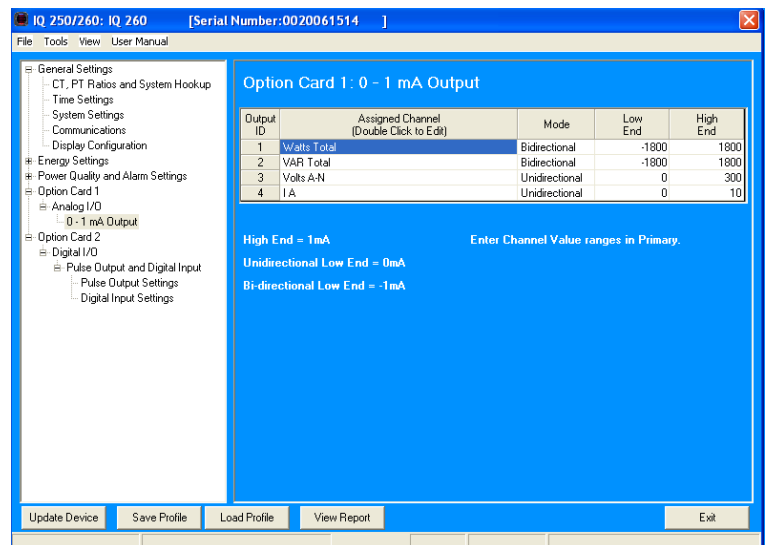 IQ 250/260: IQ 260 [Serial Number:0020061514 ]
File Tools View User Manual
General Settings
CT, PT Ratios and System Hookup
Time Settings
System Settings
Communications
Display Configuration
Energy Settings
Power Quality and Alarm Settings
Option Card 1
Analog I/O
0 - 1 mA Output
Option Card 2
Digital I/O
Pulse Output and Digital Input
Pulse Output Settings
Digital Input Settings
Option Card 1: 0 - 1 mA Output
Output ID Assigned Channel (Double Click to Edit) Mode Low End High End
1 Watts Total Bidirectional -1800 1800
2 VAR Total Bidirectional -1800 1800
3 Volts A-N Unidirectional 0 300
4 I A Unidirectional 0 10
High End = 1mA Enter Channel Value ranges in Primary.
Unidirectional Low End = 0mA
Bi-directional Low End = -1mA
Update Device Save Profile Load Profile View Report Exit